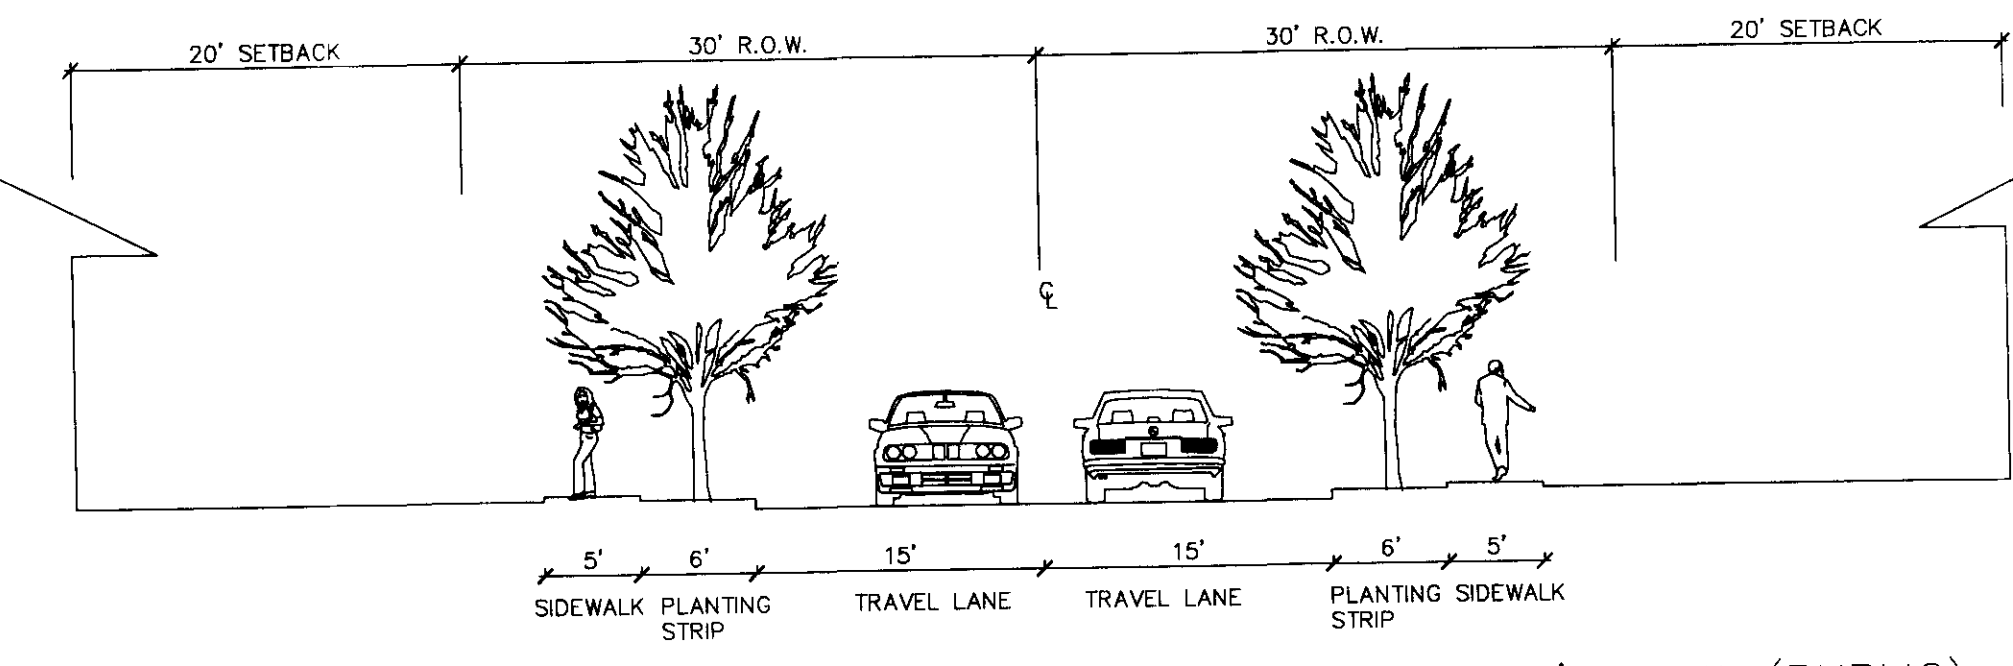 20' SETBACK
30' R.O.W.
30' R.O.W.
20' SETBACK
℄
5'
6'
15'
15'
6'
5'
SIDEWALK
PLANTING
STRIP
TRAVEL LANE
TRAVEL LANE
PLANTING
STRIP
SIDEWALK